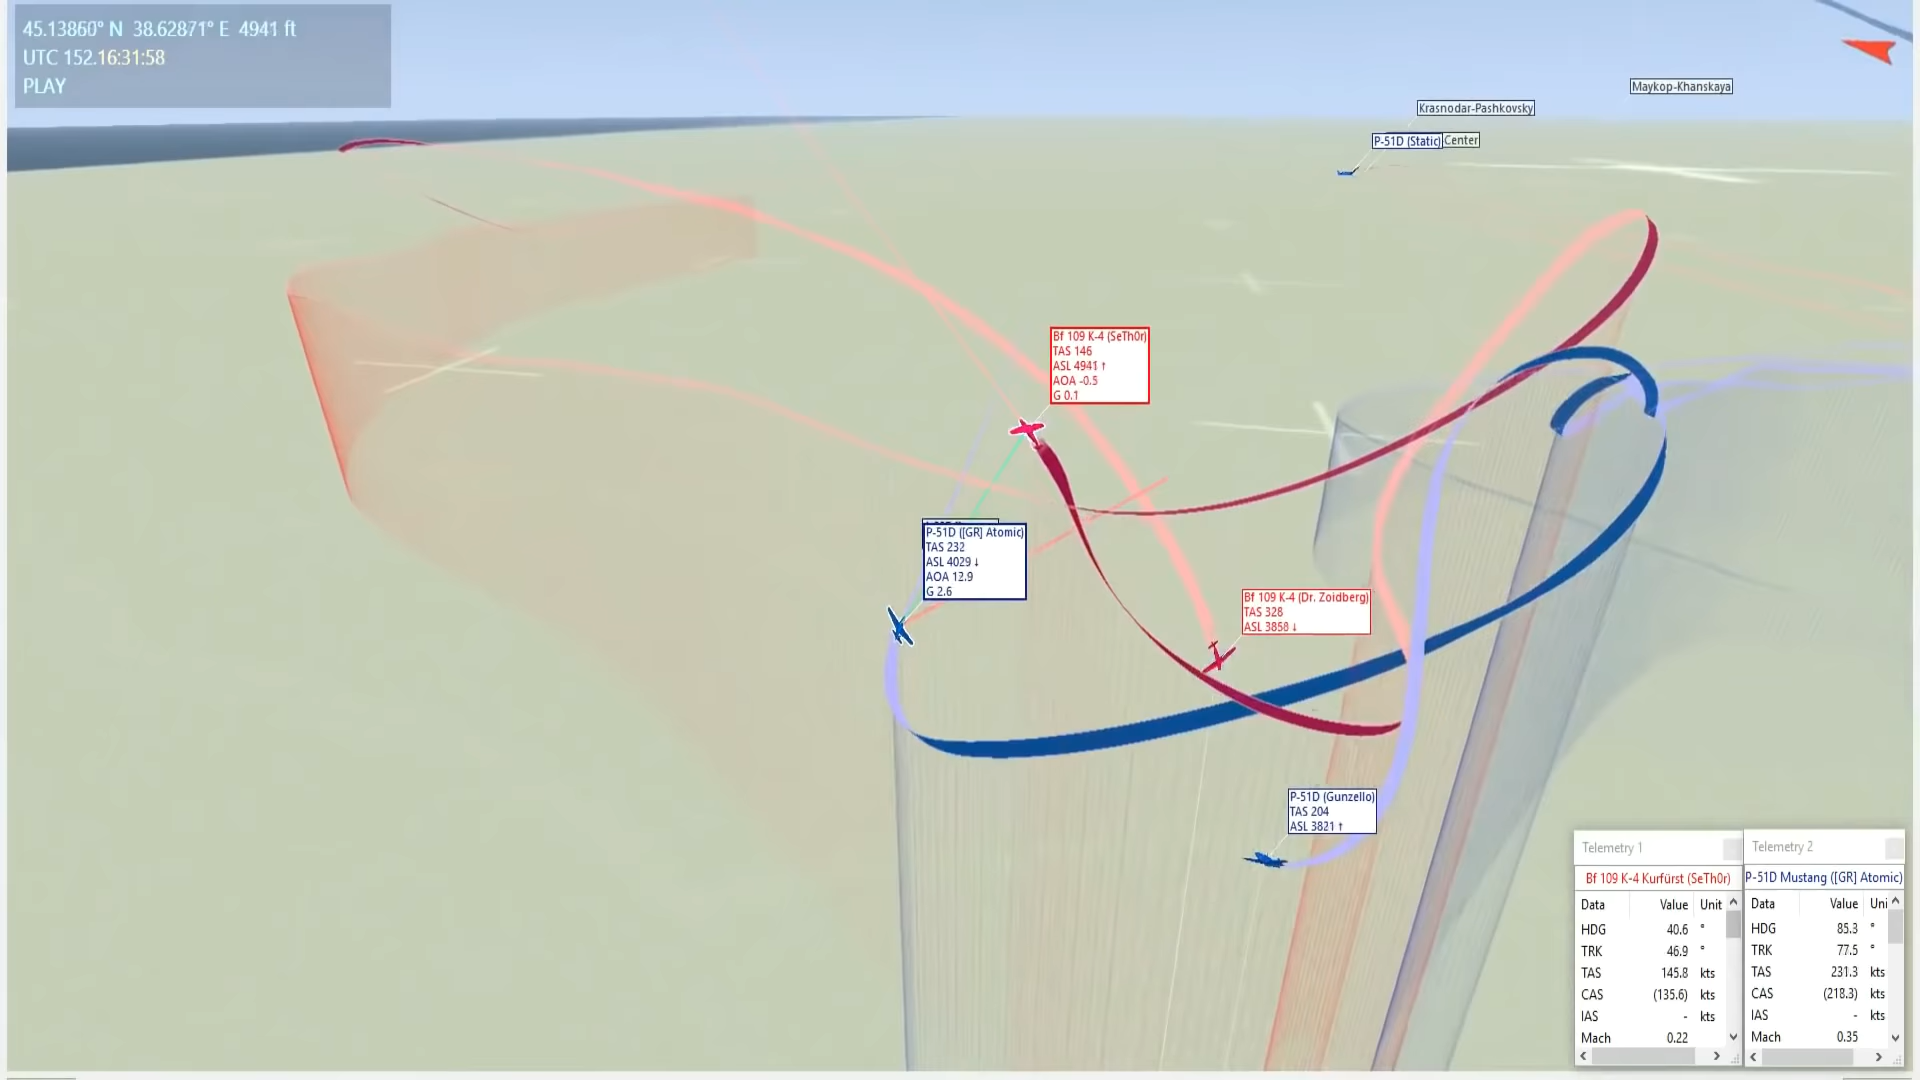 45.13860° N 38.62871° E 4941 ft
UTC 152.16:31:58
PLAY
Maykop-Khanskaya
Krasnodar-Pashkovsky
P-51D (Static)
Center
Bf 109 K-4 (SeTh0r)
TAS 146
ASL 4941 ↑
AOA -0.5
G 0.1
P-51D ([GR] Atomic)
TAS 232
ASL 4029 ↓
AOA 12.9
G 2.6
Bf 109 K-4 (Dr. Zoidberg)
TAS 328
ASL 3858 ↓
P-51D (Gunzello)
TAS 204
ASL 3821 ↑
Telemetry 1
Bf 109 K-4 Kurfürst (SeTh0r)
Data Value Unit
HDG 40.6 °
TRK 46.9 °
TAS 145.8 kts
CAS (135.6) kts
IAS - kts
Mach 0.22
Telemetry 2
P-51D Mustang ([GR] Atomic)
Data Value Uni
HDG 85.3 °
TRK 77.5 °
TAS 231.3 kts
CAS (218.3) kts
IAS - kts
Mach 0.35